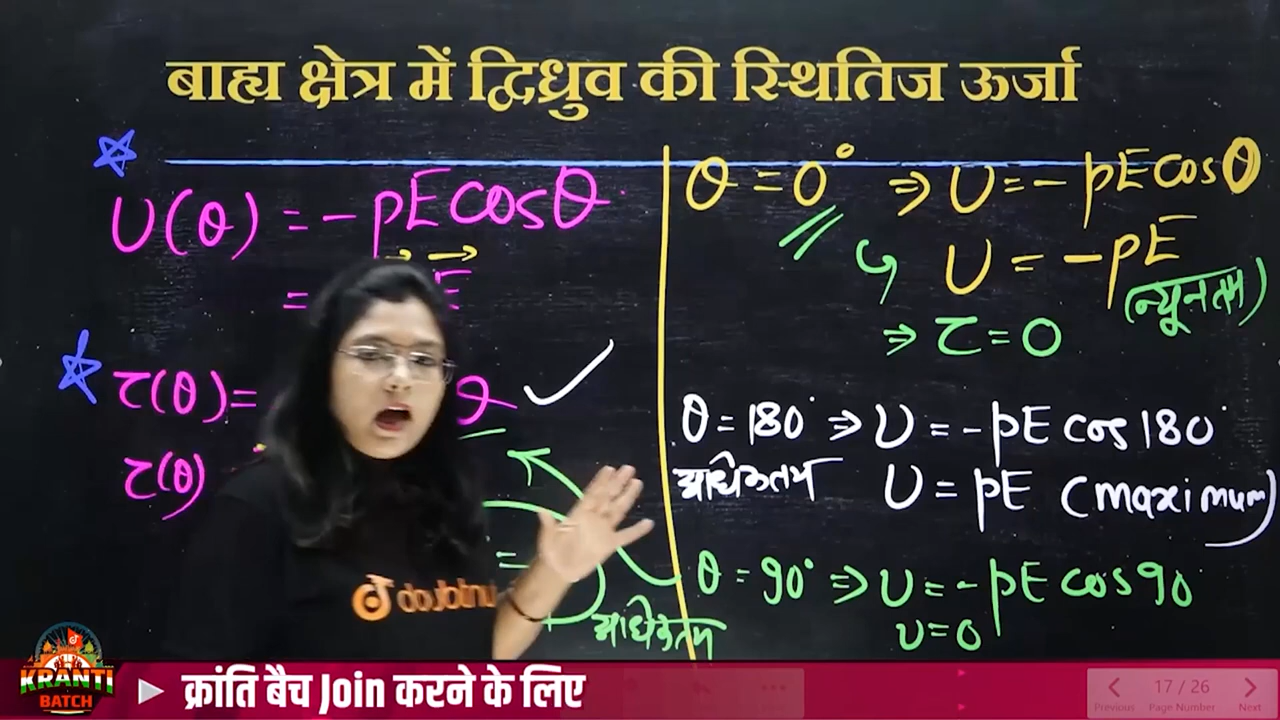 बाह्य क्षेत्र में द्विध्रुव की स्थितिज ऊर्जा
U(θ) = - pE cosθ
= E
τ(θ) =
τ(θ)
=
अधिकतम
θ = 0° ⇒ U = - pE cosθ
U = - pE
(न्यूनतम)
⇒ τ = 0
θ = 180° ⇒ U = - pE cos 180°
अधिकतम U = pE (maximum)
θ = 90° ⇒ U = - pE cos 90
U = 0
doubtnu
KRANTI
BATCH
क्रांति बैच Join करने के लिए
17 / 26
Previous Page Number Next